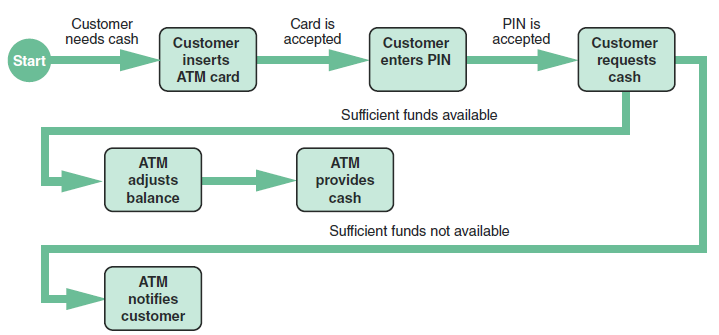 Start
Customer
needs cash
Customer
inserts
ATM card
Card is
accepted
Customer
enters PIN
PIN is
accepted
Customer
requests
cash
Sufficient funds available
ATM
adjusts
balance
ATM
provides
cash
Sufficient funds not available
ATM
notifies
customer